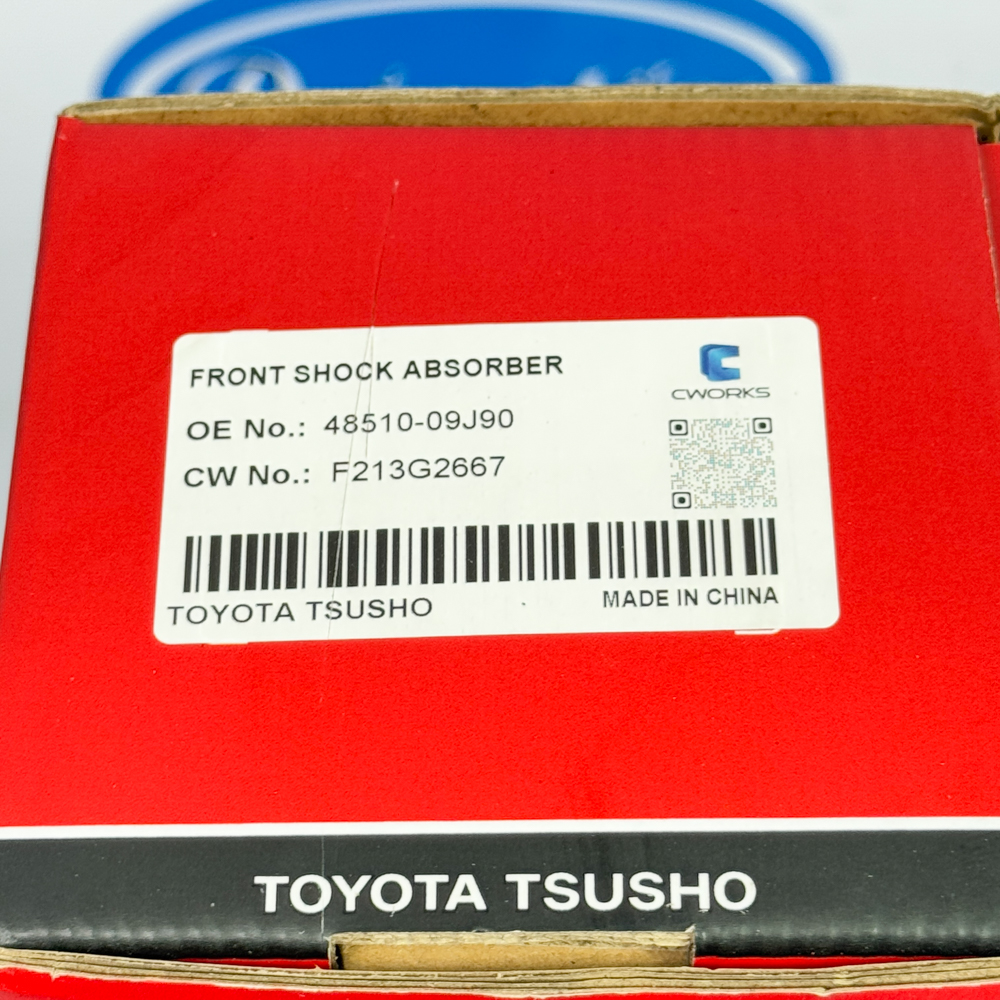 FRONT SHOCK ABSORBER
OE No.: 48510-09J90
CW No.: F213G2667
CWORKS
TOYOTA TSUSHO
MADE IN CHINA
TOYOTA TSUSHO